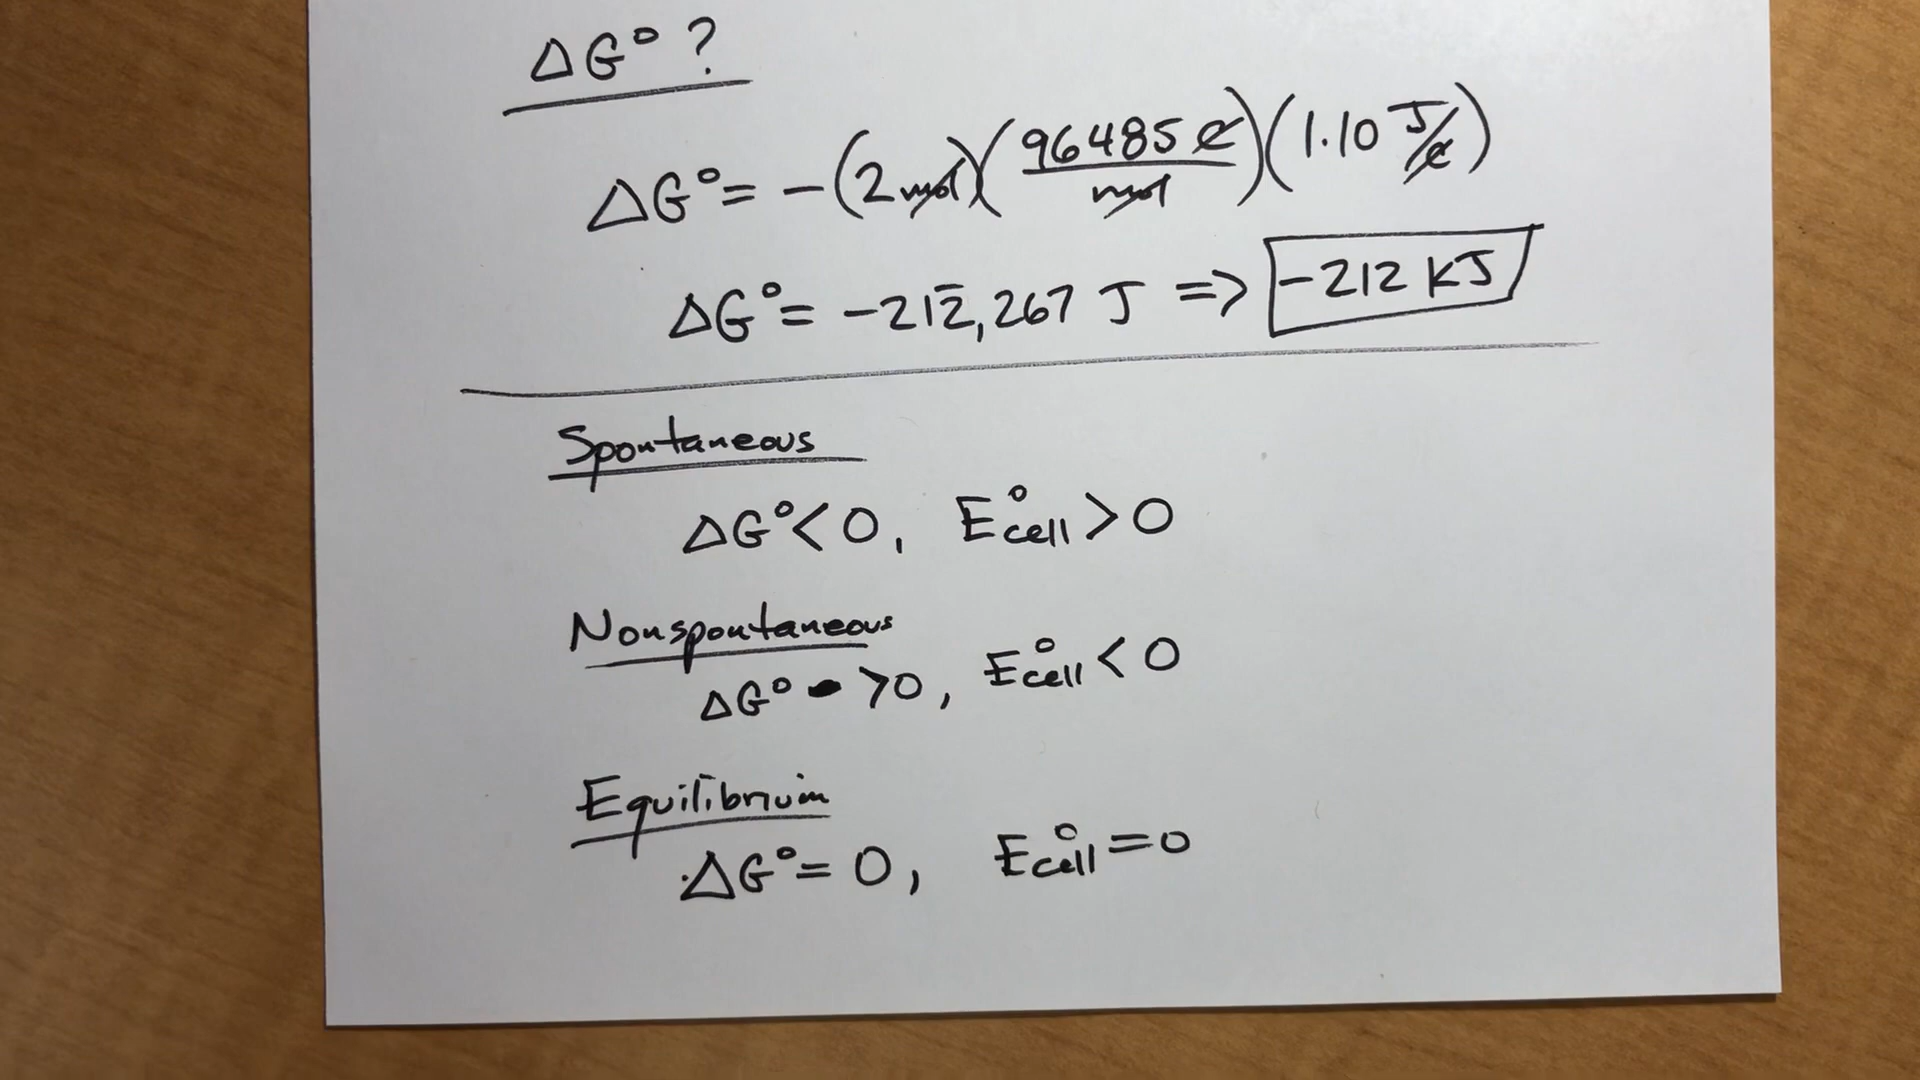 ΔG° ?
ΔG° = -(2 mol)(96485 C/mol)(1.10 J/C)
ΔG° = -212,267 J => -212 KJ
Spontaneous
ΔG° < 0, E°cell > 0
Nonspontaneous
ΔG° > 0, E°cell < 0
Equilibrium
ΔG° = 0, E°cell = 0